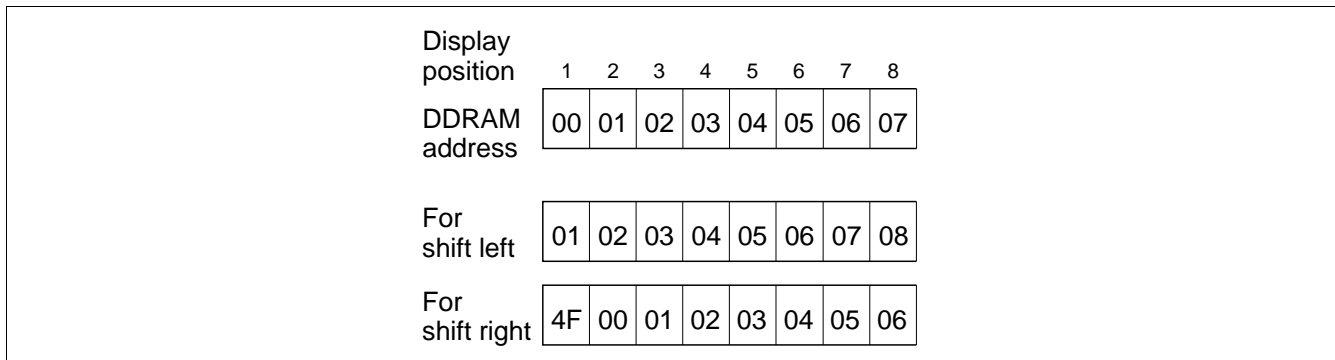 Display
position 1 2 3 4 5 6 7 8
DDRAM
address 00 01 02 03 04 05 06 07
For
shift left 01 02 03 04 05 06 07 08
For
shift right 4F 00 01 02 03 04 05 06